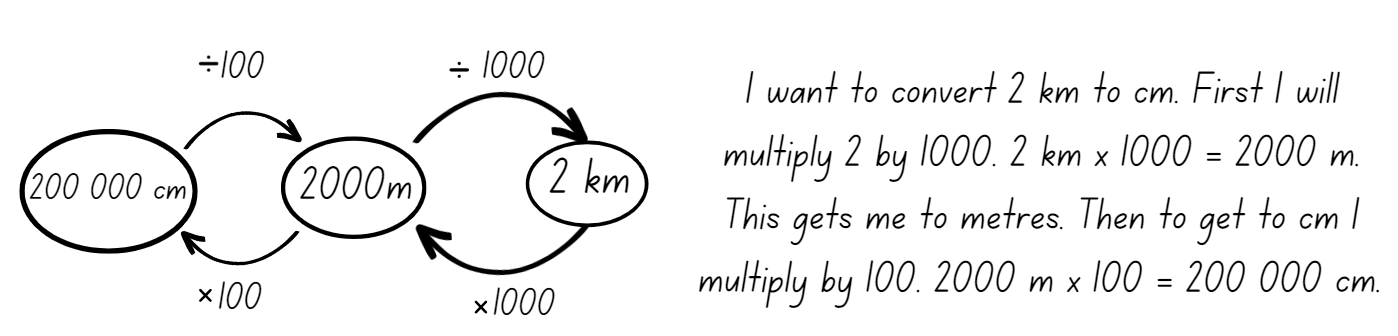 ÷100
÷ 1000
200 000 cm
2000m
2 km
×100
×1000
I want to convert 2 km to cm. First I will
multiply 2 by 1000. 2 km x 1000 = 2000 m.
This gets me to metres. Then to get to cm I
multiply by 100. 2000 m x 100 = 200 000 cm.